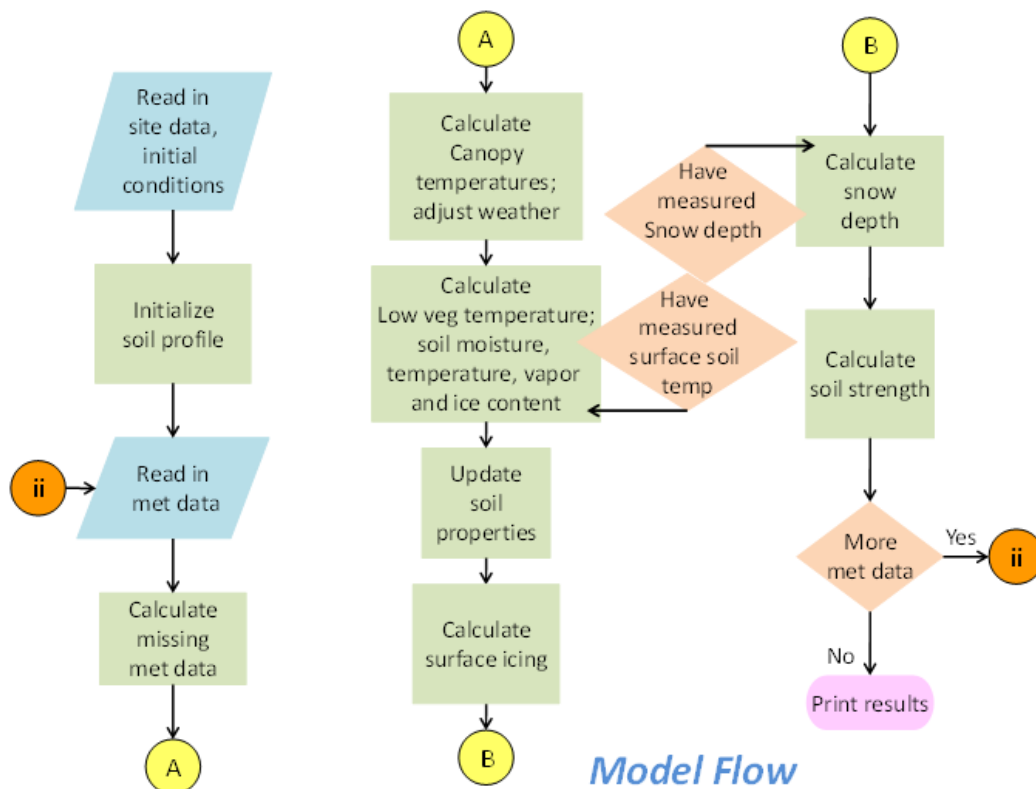 Read in
site data,
initial
conditions
Initialize
soil profile
ii
Read in
met data
Calculate
missing
met data
A
A
Calculate
Canopy
temperatures;
adjust weather
Calculate
Low veg temperature;
soil moisture,
temperature, vapor
and ice content
Update
soil
properties
Calculate
surface icing
B
Have
measured
Snow depth
Have
measured
surface soil
temp
B
Calculate
snow
depth
Calculate
soil strength
More
met data
Yes
ii
No
Print results
Model Flow